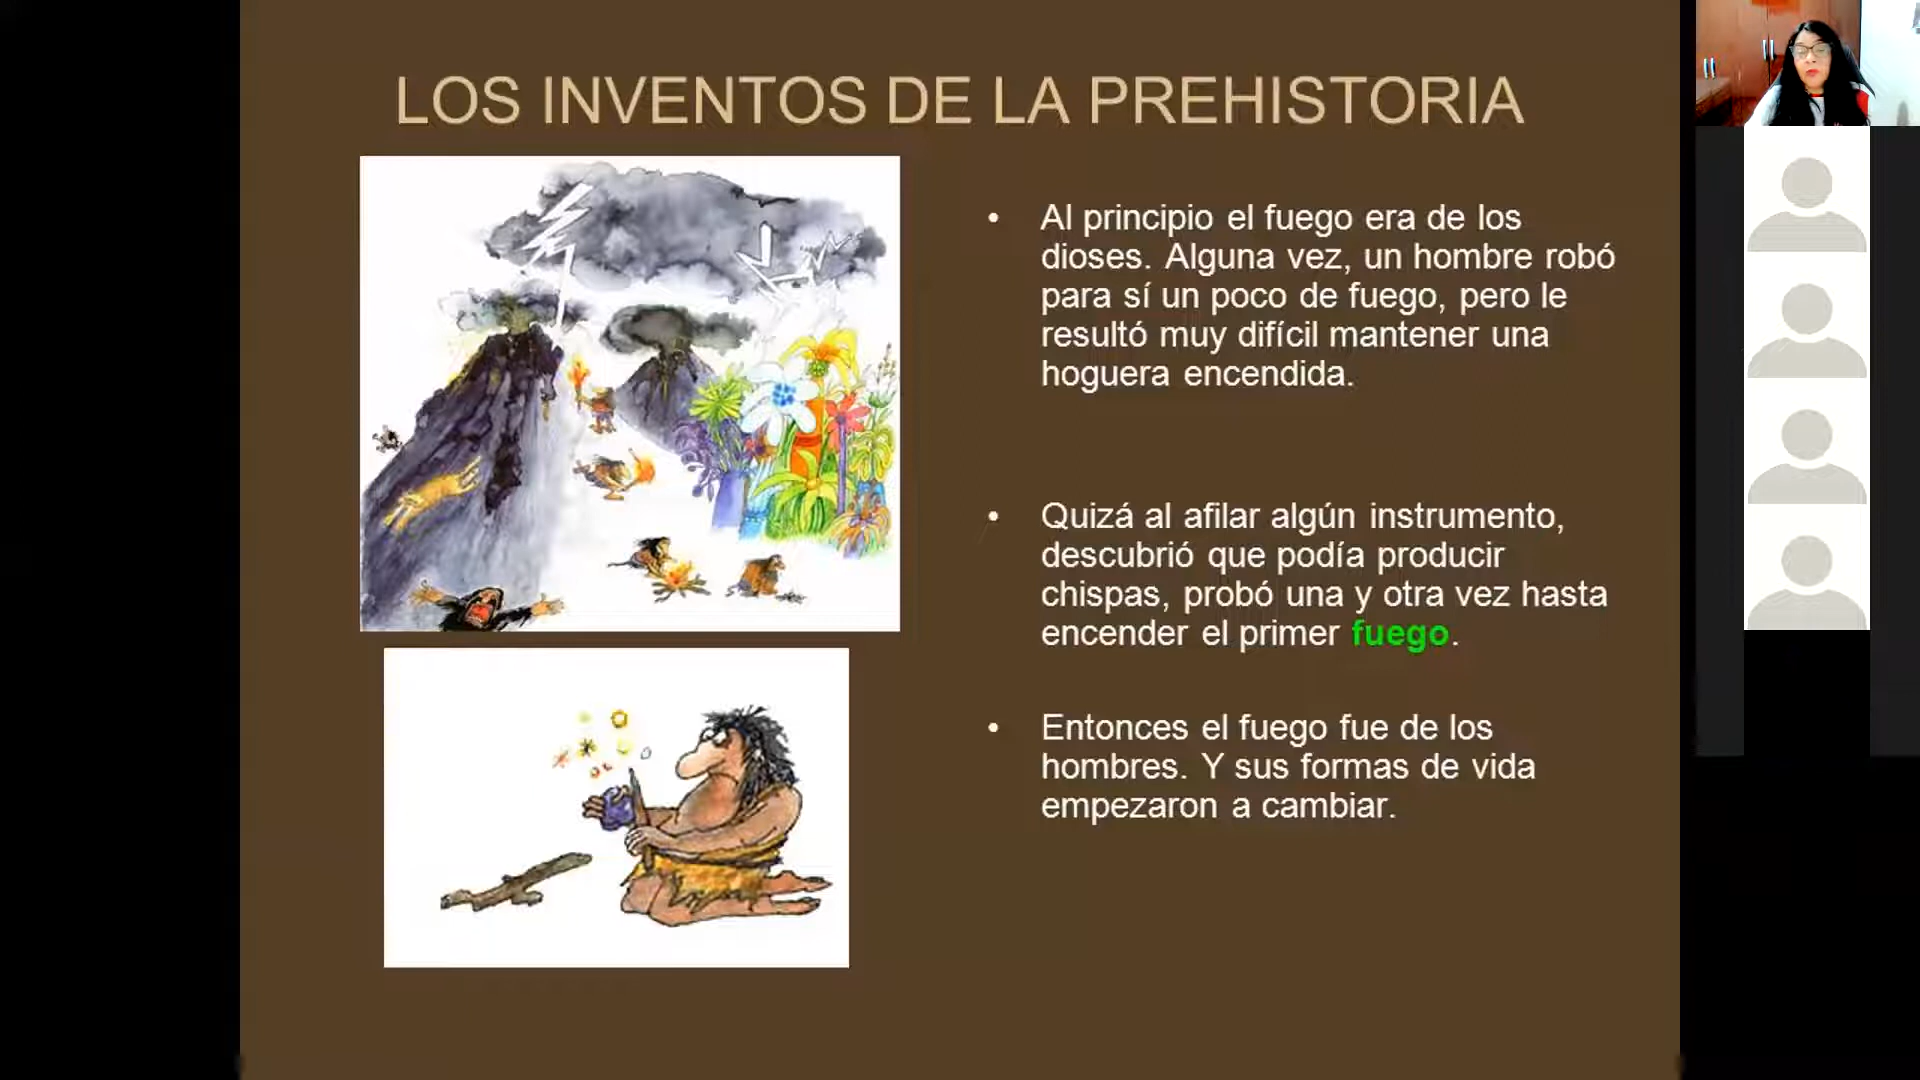 LOS INVENTOS DE LA PREHISTORIA
• Al principio el fuego era de los
dioses. Alguna vez, un hombre robó
para sí un poco de fuego, pero le
resultó muy difícil mantener una
hoguera encendida.
• Quizá al afilar algún instrumento,
descubrió que podía producir
chispas, probó una y otra vez hasta
encender el primer fuego.
• Entonces el fuego fue de los
hombres. Y sus formas de vida
empezaron a cambiar.